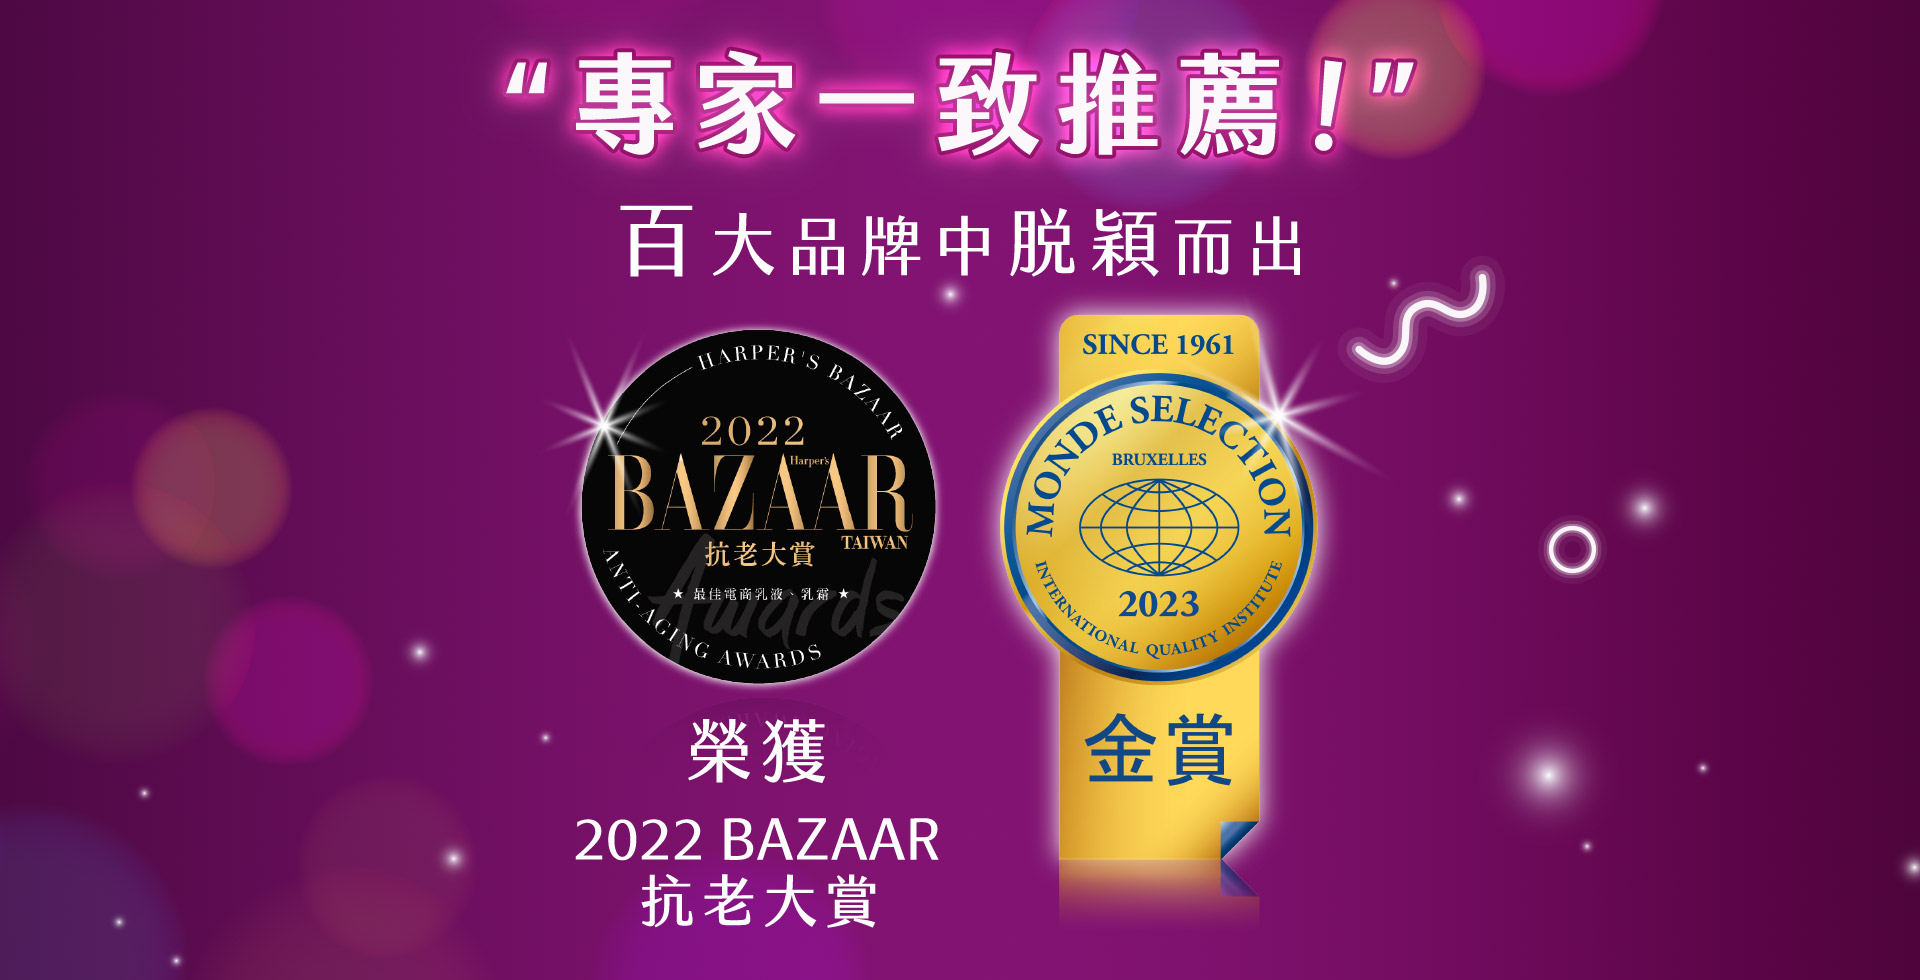 “專家一致推薦！”
百大品牌中脱穎而出
HARPER'S BAZAAR
2022
Harper's
BAZAAR
TAIWAN
抗老大賞
★ 最佳電商乳液、乳霜 ★
Awards
ANTI-AGING AWARDS
榮獲
2022 BAZAAR
抗老大賞
SINCE 1961
MONDE SELECTION
BRUXELLES
2023
INTERNATIONAL QUALITY INSTITUTE
金賞